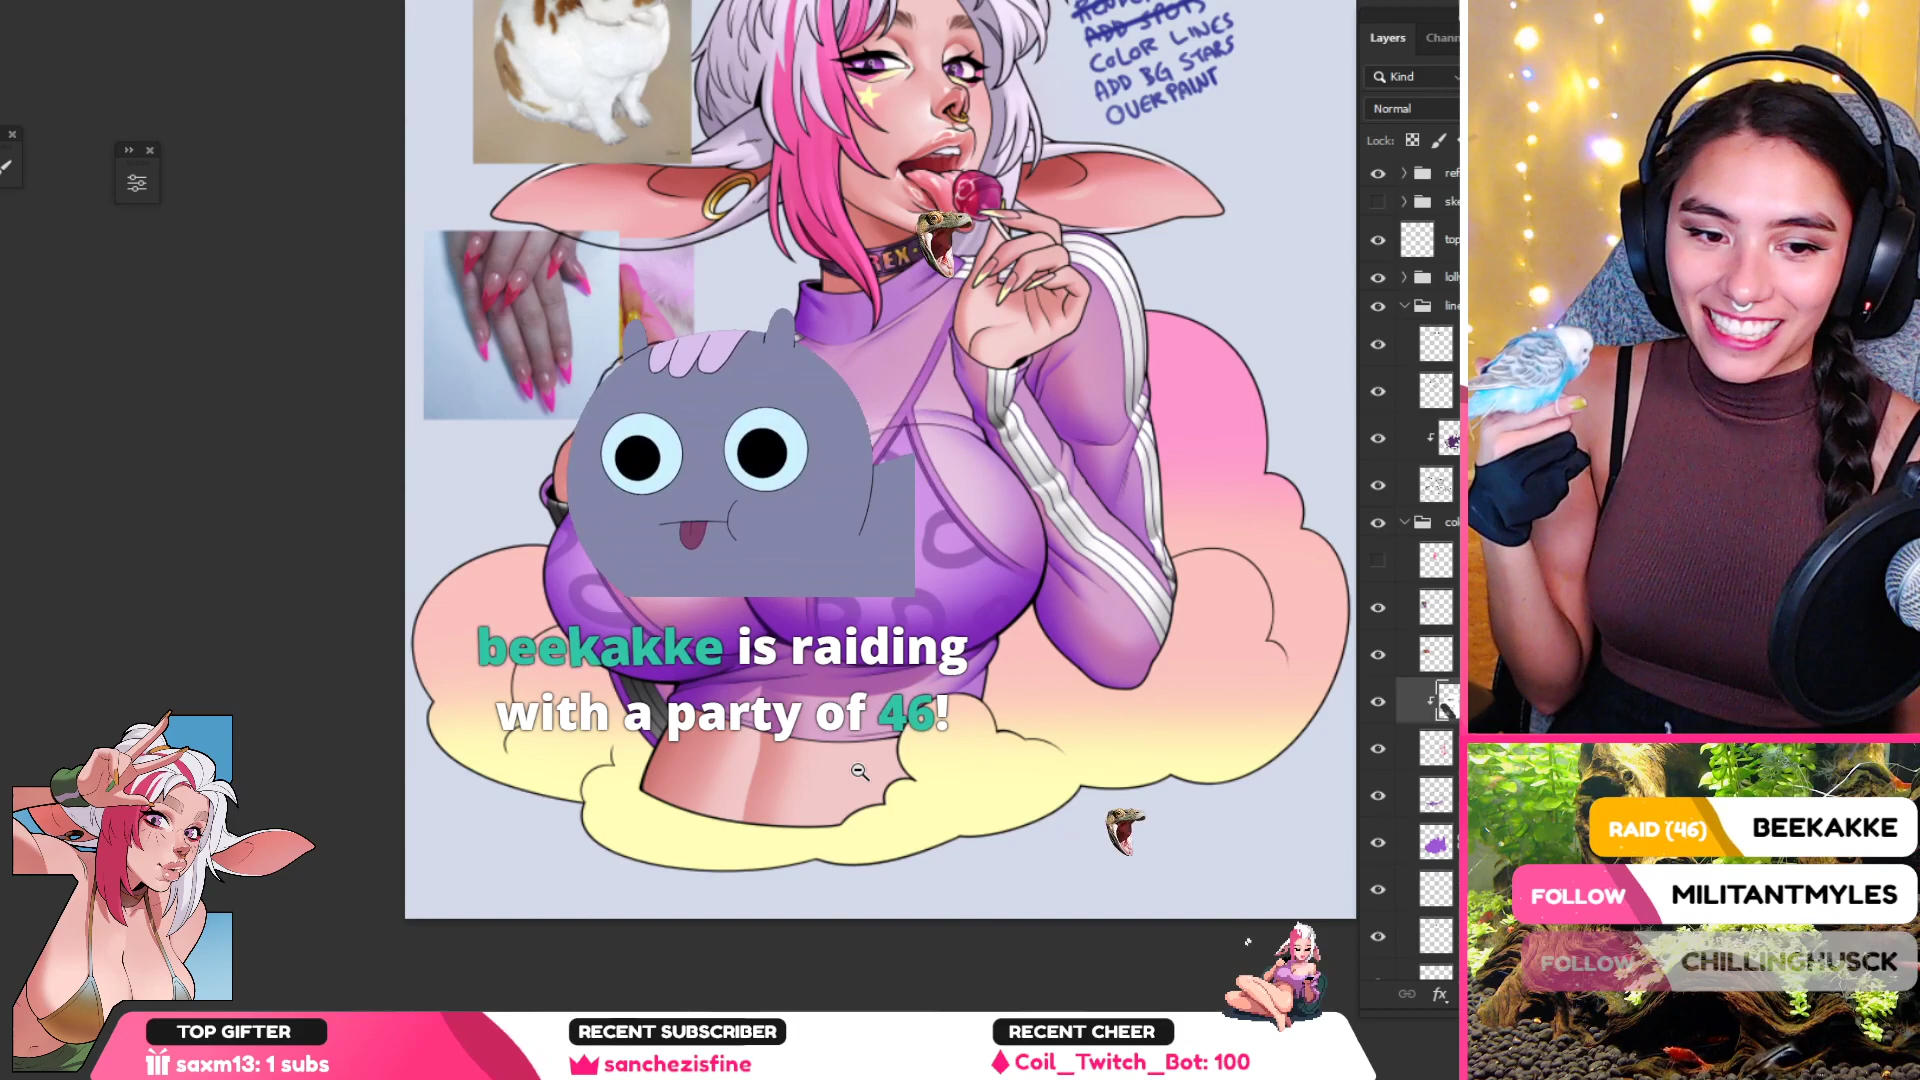 ADD SPOTS
COLOR LINES
ADD BG STARS
OVERPAINT
REX
beekakke is raiding
with a party of 46!
Layers
Kind
Normal
Lock:
fx
RAID (46) BEEKAKKE
FOLLOW MILITANTMYLES
FOLLOW CHILLINGHUSCK
TOP GIFTER
saxm13: 1 subs
RECENT SUBSCRIBER
sanchezisfine
RECENT CHEER
Coil_Twitch_Bot: 100